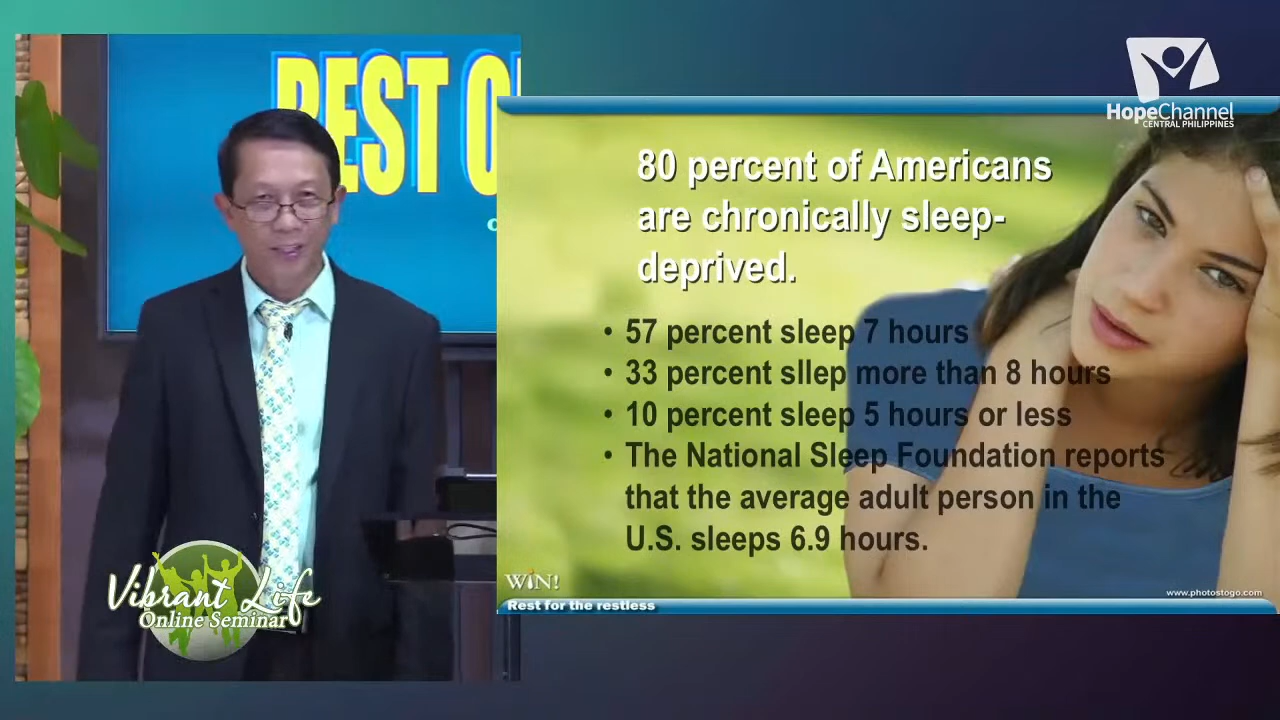 BEST O
HopeChannel
CENTRAL PHILIPPINES
80 percent of Americans
are chronically sleep-
deprived.
• 57 percent sleep 7 hours
• 33 percent sllep more than 8 hours
• 10 percent sleep 5 hours or less
• The National Sleep Foundation reports
that the average adult person in the
U.S. sleeps 6.9 hours.
WiN!
www.photostogo.com
Rest for the restless
Vibrant Life
Online Seminar